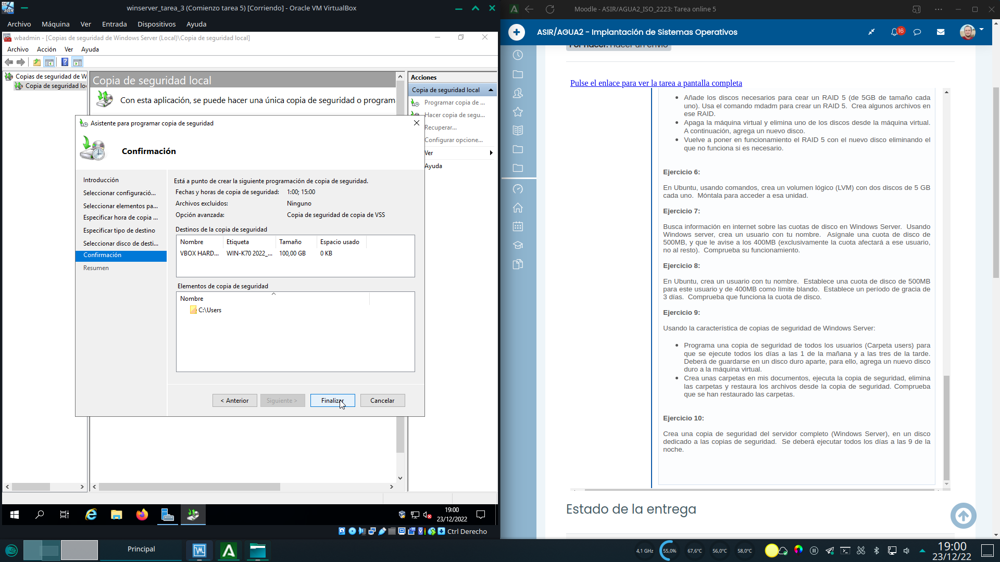 winserver_tarea_3 (Comienzo tarea 5) [Corriendo] - Oracle VM VirtualBox
Archivo Máquina Ver Entrada Dispositivos Ayuda
wbadmin - [Copias de seguridad de Windows Server (Local)\Copia de seguridad local]
Archivo Acción Ver Ayuda
Copias de seguridad de W
Copia de seguridad loc
Copia de seguridad local
Con esta aplicación, se puede hacer una única copia de seguridad o program
Acciones
Copia de seguridad local
Programar copia de ...
Hacer copia de segu...
Recuperar...
Configurar opcione...
Ver
Ayuda
Asistente para programar copia de seguridad
Confirmación
Introducción
Seleccionar configuració...
Seleccionar elementos pa...
Especificar hora de copia ...
Especificar tipo de destino
Seleccionar disco de desti...
Confirmación
Resumen
Está a punto de crear la siguiente programación de copia de seguridad.
Fechas y horas de copia de seguridad: 1:00; 15:00
Archivos excluidos: Ninguno
Opción avanzada: Copia de seguridad de copia de VSS
Destinos de la copia de seguridad
Nombre Etiqueta Tamaño Espacio usado
VBOX HARD... WIN-K70 2022_... 100,00 GB 0 KB
Elementos de copia de seguridad
Nombre
C:\Users
< Anterior Siguiente > Finalizar Cancelar
19:00
23/12/2022
Ctrl Derecho
Moodle - ASIR/AGUA2_ISO_2223: Tarea online 5
ASIR/AGUA2 - Implantación de Sistemas Operativos
16
Por hacer: Hacer un envío
Pulse el enlace para ver la tarea a pantalla completa
Añade los discos necesarios para cear un RAID 5 (de 5GB de tamaño cada
uno). Usa el comando mdadm para crear un RAID 5. Crea algunos archivos en
ese RAID.
Apaga la máquina virtual y elimina uno de los discos desde la máquina virtual.
A continuación, agrega un nuevo disco.
Vuelve a poner en funcionamiento el RAID 5 con el nuevo disco eliminando el
que no funciona si es necesario.
Ejercicio 6:
En Ubuntu, usando comandos, crea un volumen lógico (LVM) con dos discos de 5 GB
cada uno. Móntala para acceder a esa unidad.
Ejercicio 7:
Busca información en internet sobre las cuotas de disco en Windows Server. Usando
Windows server, crea un usuario con tu nombre. Asígnale una cuota de disco de
500MB, y que le avise a los 400MB (exclusivamente la cuota afectará a ese usuario,
no al resto). Comprueba su funcionamiento.
Ejercicio 8:
En Ubuntu, crea un usuario con tu nombre. Establece una cuota de disco de 500MB
para este usuario y de 400MB como límite blando. Establece un período de gracia de
3 días. Comprueba que funciona la cuota de disco.
Ejercicio 9:
Usando la característica de copias de seguridad de Windows Server:
Programa una copia de seguridad de todos los usuarios (Carpeta users) para
que se ejecute todos los días a las 1 de la mañana y a las tres de la tarde.
Deberá de guardarse en un disco duro aparte, para ello, agrega un nuevo disco
duro a la máquina virtual.
Crea unas carpetas en mis documentos, ejecuta la copia de seguridad, elimina
las carpetas y restaura los archivos desde la copia de seguridad. Comprueba
que se han restaurado las carpetas.
Ejercicio 10:
Crea una copia de seguridad del servidor completo (Windows Server), en un disco
dedicado a las copias de seguridad. Se deberá ejecutar todos los días a las 9 de la
noche.
Estado de la entrega
Principal
4,1 GHz 55,0% 67,6°C 56,0°C 58,0°C
19:00
23/12/22